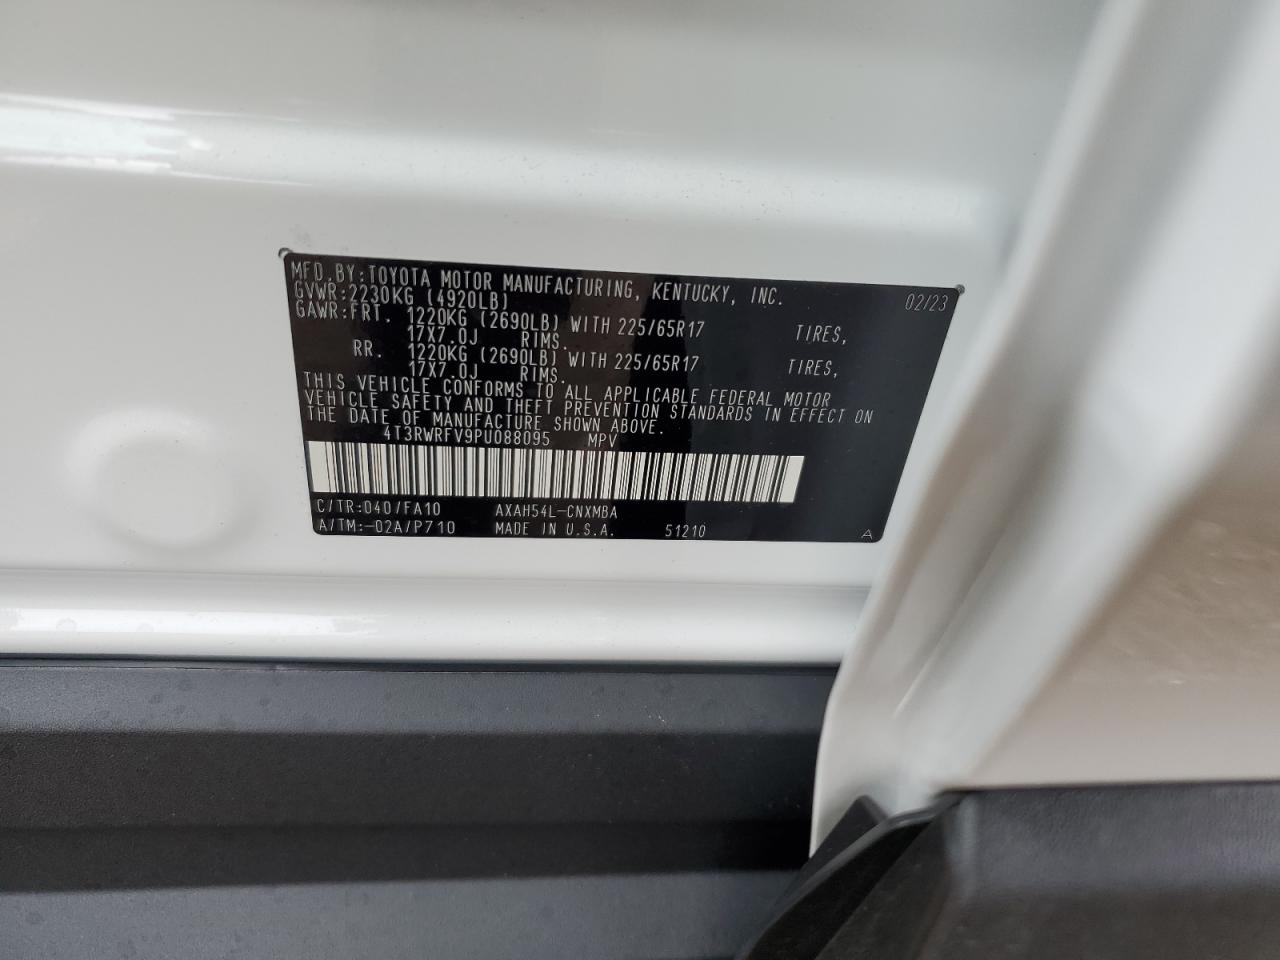 MFD.BY:TOYOTA MOTOR MANUFACTURING, KENTUCKY, INC. 02/23
GVWR:2230KG (4920LB)
GAWR:FRT. 1220KG (2690LB) WITH 225/65R17 TIRES,
17X7.0J RIMS.
RR. 1220KG (2690LB) WITH 225/65R17 TIRES,
17X7.0J RIMS.
THIS VEHICLE CONFORMS TO ALL APPLICABLE FEDERAL MOTOR
VEHICLE SAFETY AND THEFT PREVENTION STANDARDS IN EFFECT ON
THE DATE OF MANUFACTURE SHOWN ABOVE.
4T3RWRFV9PU088095 MPV
C/TR:040/FA10 AXAH54L-CNXMBA
A/TM:-02A/P710 MADE IN U.S.A. 51210 A